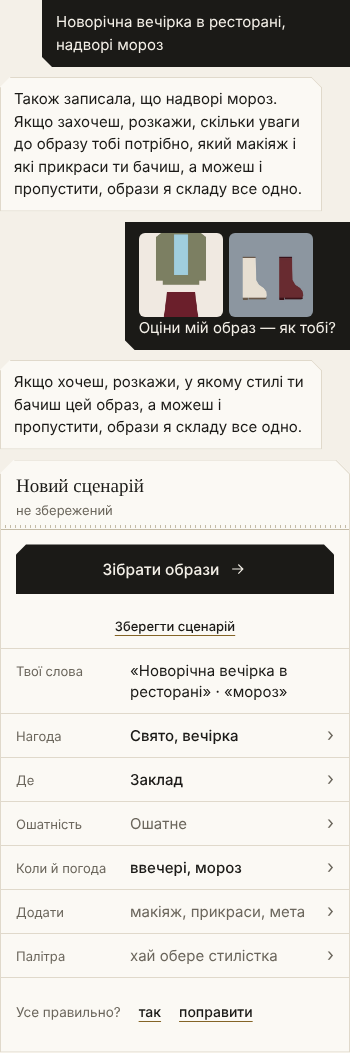 Новорічна вечірка в ресторані,
надворі мороз
Також записала, що надворі мороз.
Якщо захочеш, розкажи, скільки уваги
до образу тобі потрібно, який макіяж і
які прикраси ти бачиш, а можеш і
пропустити, образи я складу все одно.
Оціни мій образ — як тобі?
Якщо хочеш, розкажи, у якому стилі ти
бачиш цей образ, а можеш і
пропустити, образи я складу все одно.
Новий сценарій
не збережений
Зібрати образи →
Зберегти сценарій
Твої слова «Новорічна вечірка в
ресторані» · «мороз»
Нагода Свято, вечірка ›
Де Заклад ›
Ошатність Ошатне ›
Коли й погода ввечері, мороз ›
Додати макіяж, прикраси, мета ›
Палітра хай обере стилістка ›
Усе правильно? так поправити